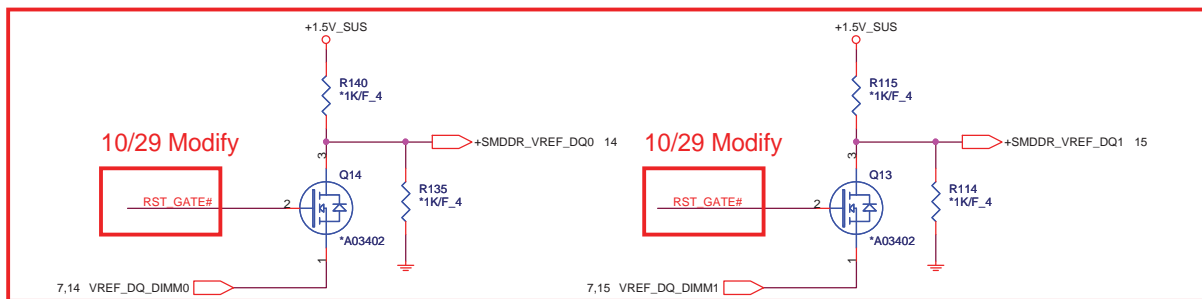 +1.5V_SUS
R140
*1K/F_4
10/29 Modify
+SMDDR_VREF_DQ0 14
3
Q14
RST_GATE#
2
R135
*1K/F_4
*A03402
1
7,14 VREF_DQ_DIMM0
+1.5V_SUS
R115
*1K/F_4
10/29 Modify
+SMDDR_VREF_DQ1 15
3
Q13
RST_GATE#
2
R114
*1K/F_4
*A03402
1
7,15 VREF_DQ_DIMM1